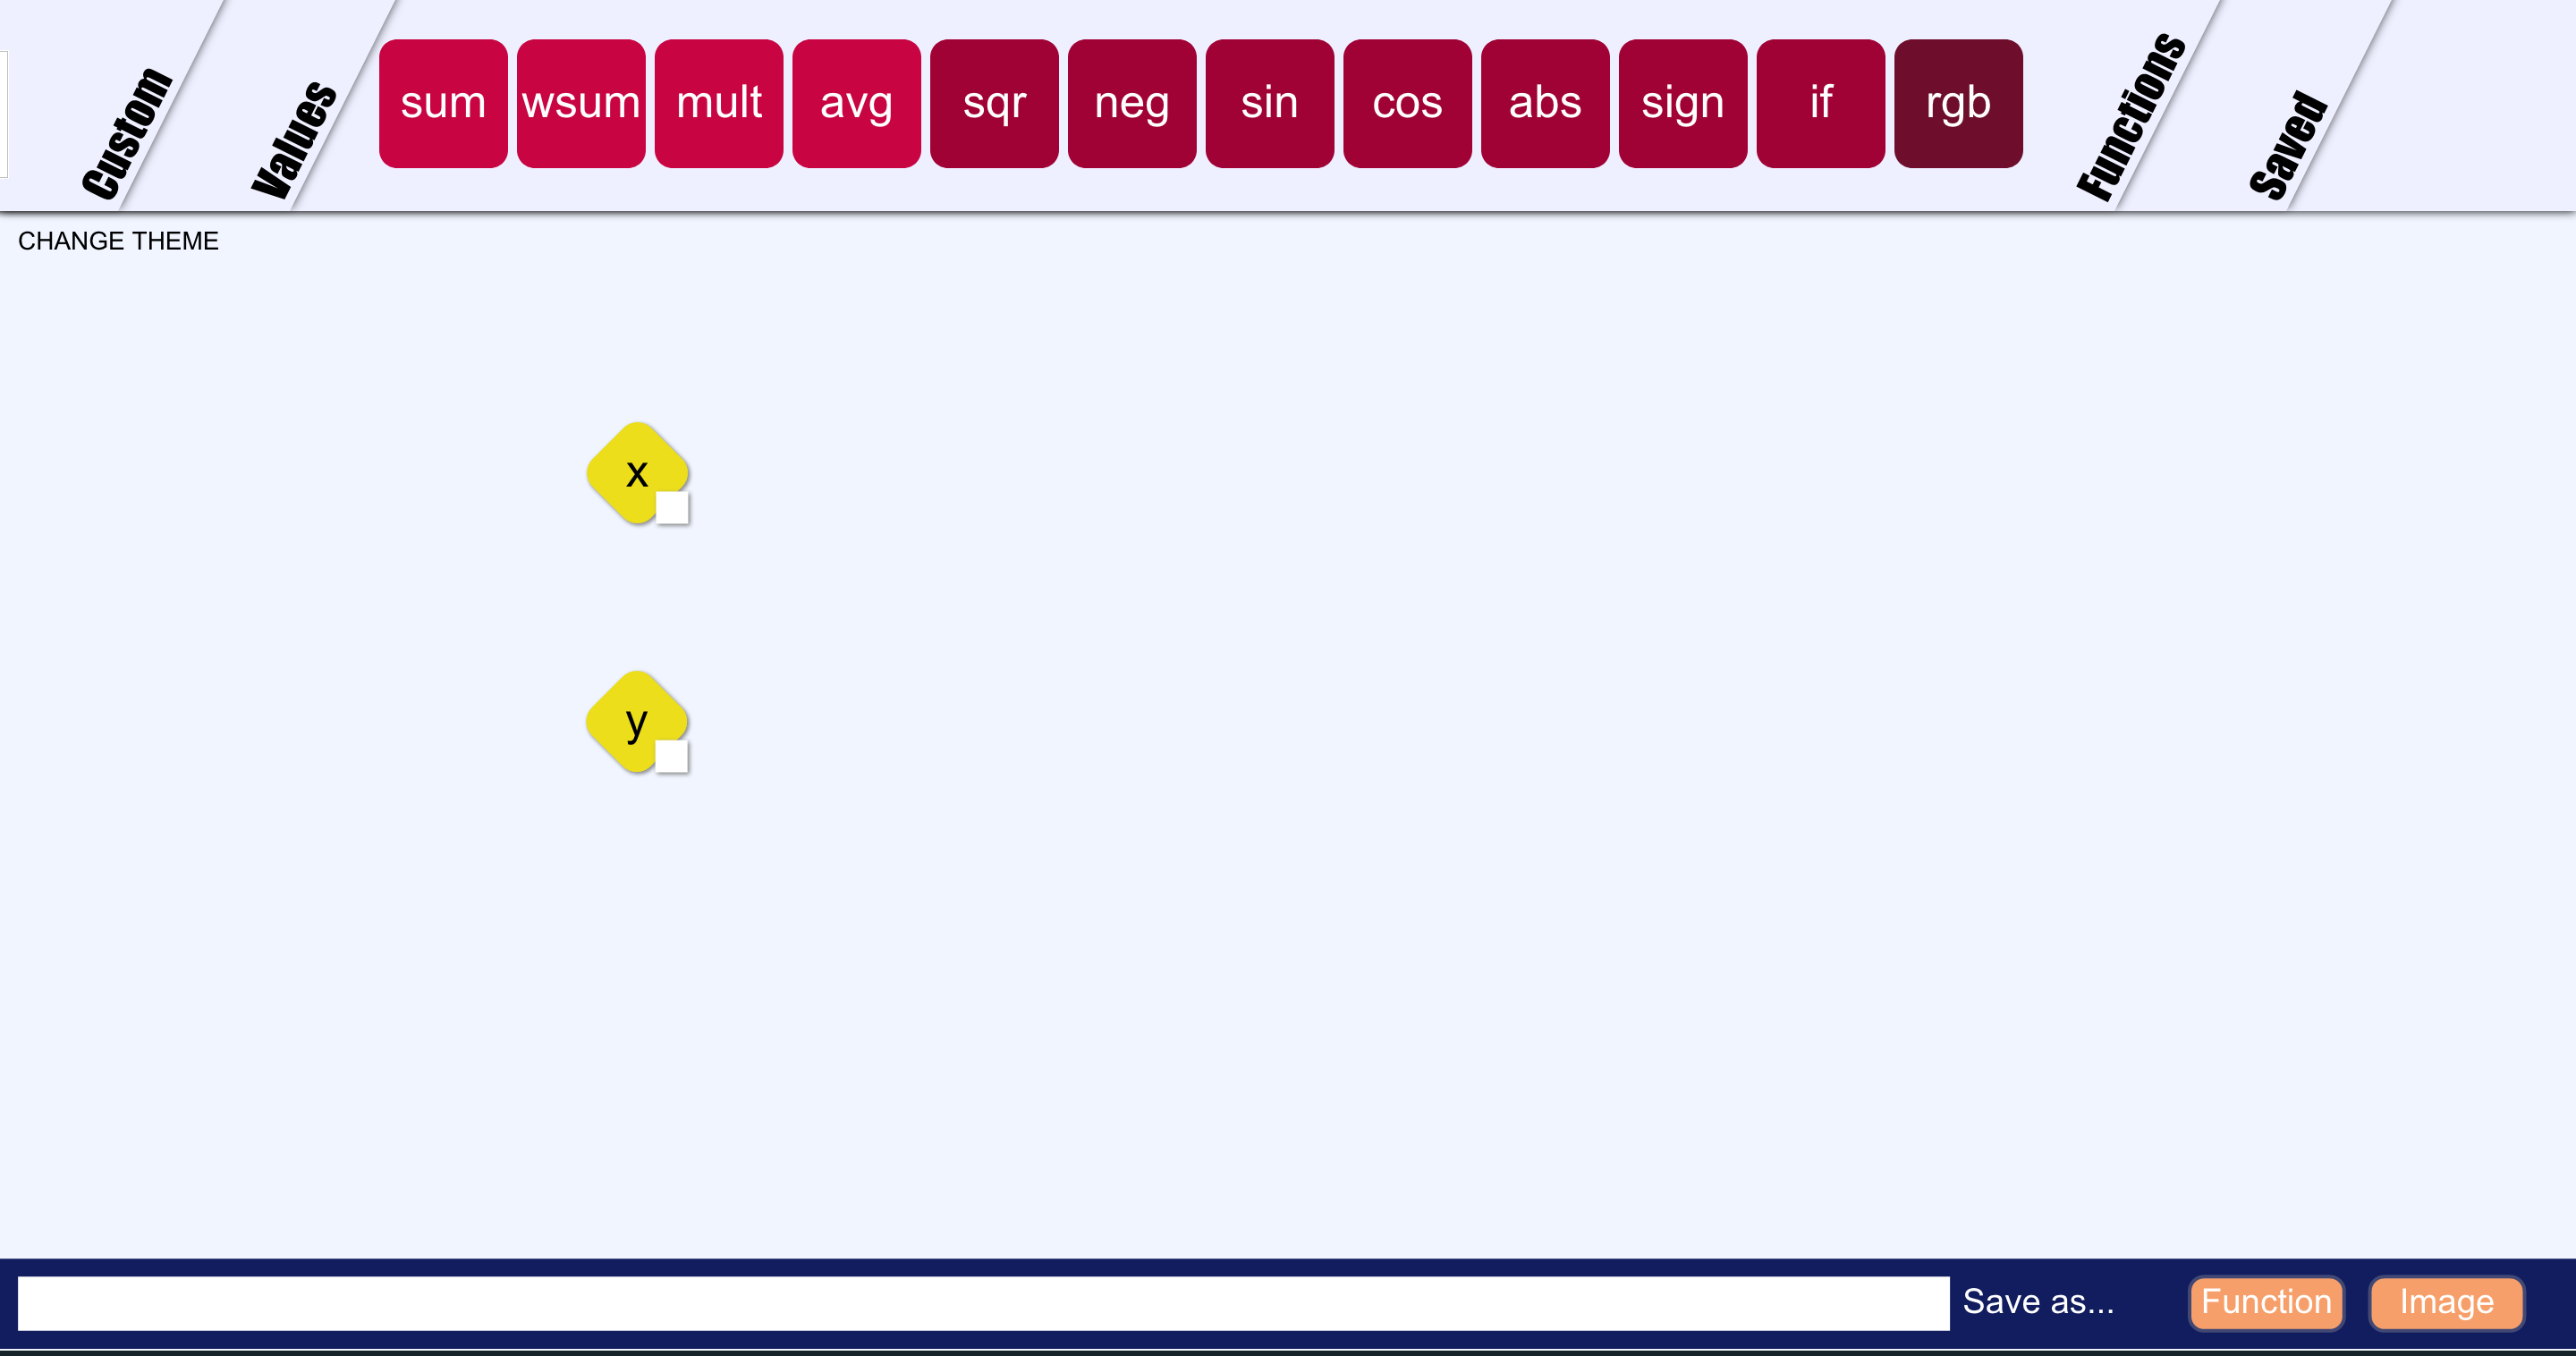 Custom
Values
sum wsum mult avg sqr neg sin cos abs sign if rgb
Functions
Saved
CHANGE THEME
x
y
Save as... Function Image